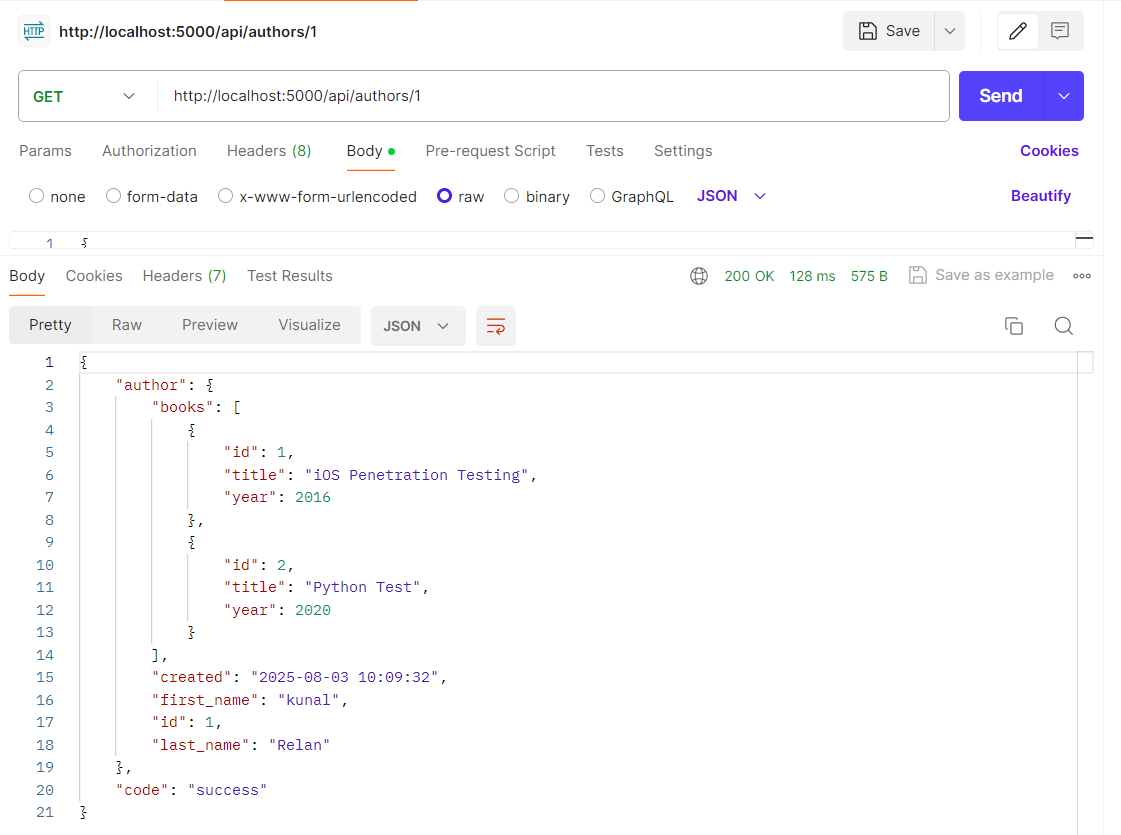 HTTP http://localhost:5000/api/authors/1 Save
GET http://localhost:5000/api/authors/1 Send
Params Authorization Headers (8) Body Pre-request Script Tests Settings Cookies
none form-data x-www-form-urlencoded raw binary GraphQL JSON Beautify
1 {
Body Cookies Headers (7) Test Results 200 OK 128 ms 575 B Save as example
Pretty Raw Preview Visualize JSON
1 {
2 "author": {
3 "books": [
4 {
5 "id": 1,
6 "title": "iOS Penetration Testing",
7 "year": 2016
8 },
9 {
10 "id": 2,
11 "title": "Python Test",
12 "year": 2020
13 }
14 ],
15 "created": "2025-08-03 10:09:32",
16 "first_name": "kunal",
17 "id": 1,
18 "last_name": "Relan"
19 },
20 "code": "success"
21 }